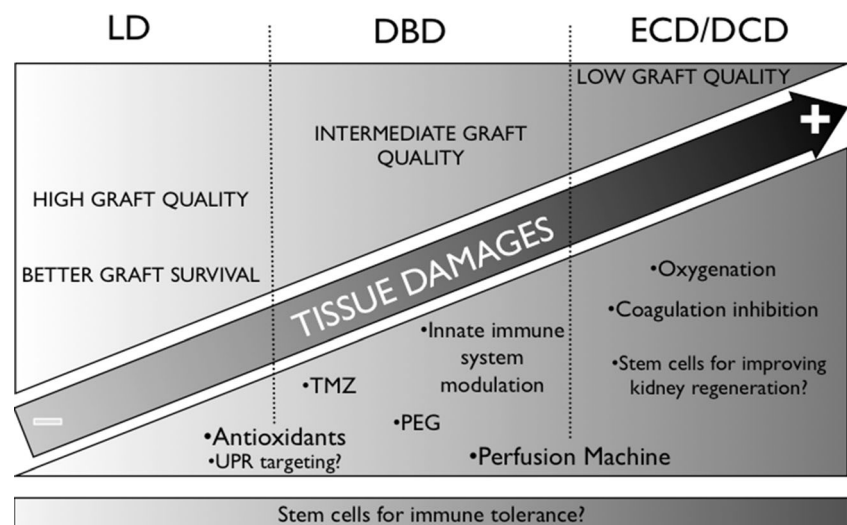 LD
DBD
ECD/DCD
LOW GRAFT QUALITY
INTERMEDIATE GRAFT
QUALITY
HIGH GRAFT QUALITY
BETTER GRAFT SURVIVAL
+
TISSUE DAMAGES
−
•Oxygenation
•Coagulation inhibition
•Stem cells for improving
kidney regeneration?
•Innate immune
system
modulation
•TMZ
•PEG
•Antioxidants
•UPR targeting?
•Perfusion Machine
Stem cells for immune tolerance?